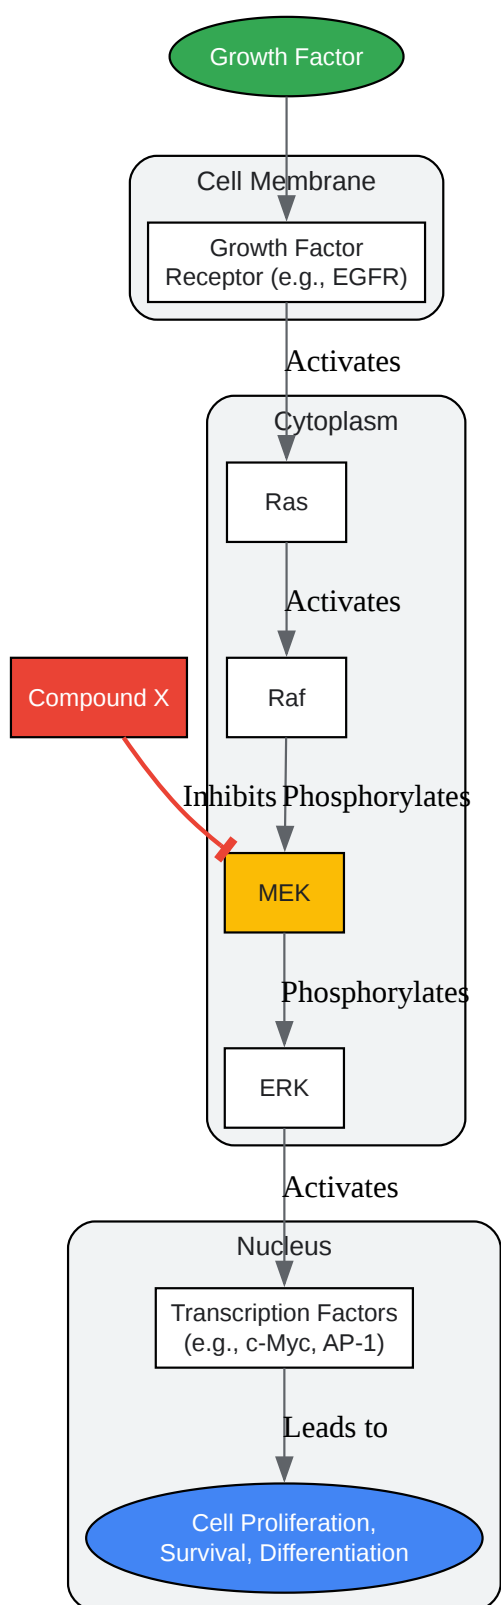 Growth Factor
Cell Membrane
Growth Factor
Receptor (e.g., EGFR)
Activates
Cytoplasm
Ras
Activates
Compound X
Raf
Inhibits
Phosphorylates
MEK
Phosphorylates
ERK
Activates
Nucleus
Transcription Factors
(e.g., c-Myc, AP-1)
Leads to
Cell Proliferation,
Survival, Differentiation